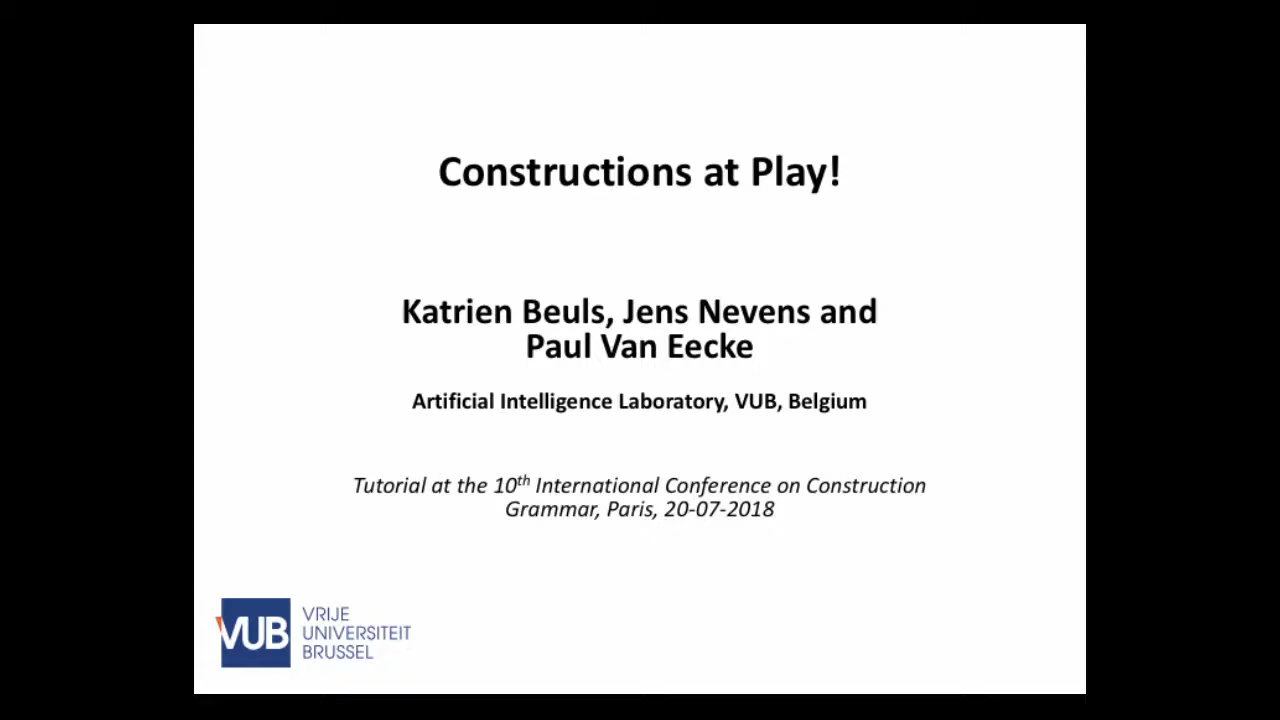 Constructions at Play!
Katrien Beuls, Jens Nevens and
Paul Van Eecke
Artificial Intelligence Laboratory, VUB, Belgium
Tutorial at the 10th International Conference on Construction
Grammar, Paris, 20-07-2018
VUB
VRIJE
UNIVERSITEIT
BRUSSEL